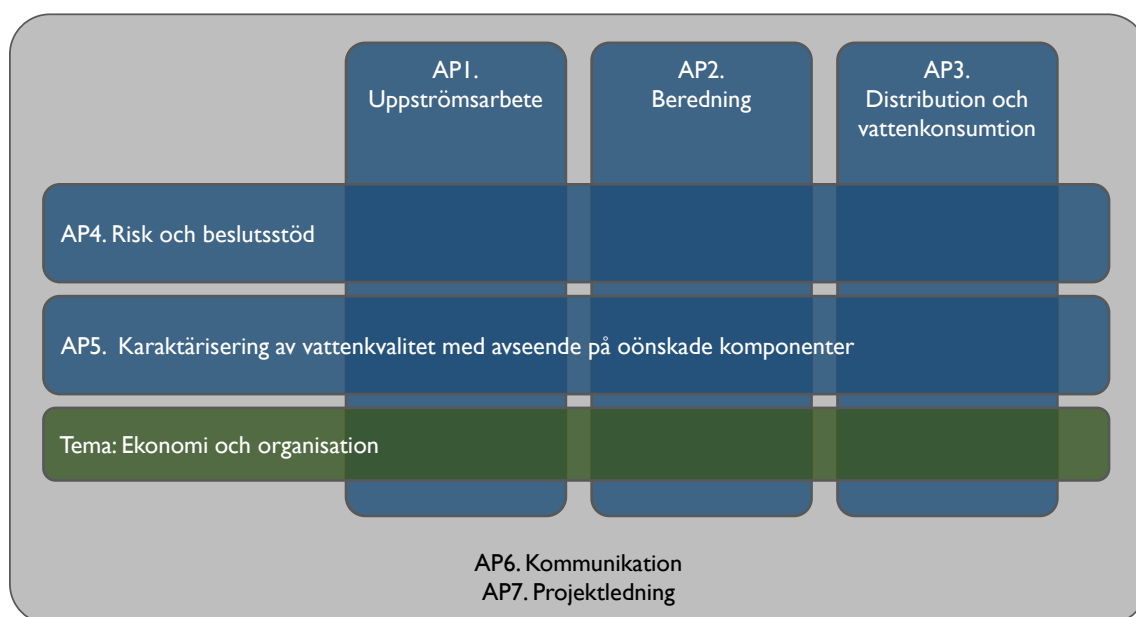 AP1.
Uppströmsarbete
AP2.
Beredning
AP3.
Distribution och
vattenkonsumtion
AP4. Risk och beslutsstöd
AP5. Karaktärisering av vattenkvalitet med avseende på oönskade komponenter
Tema: Ekonomi och organisation
AP6. Kommunikation
AP7. Projektledning